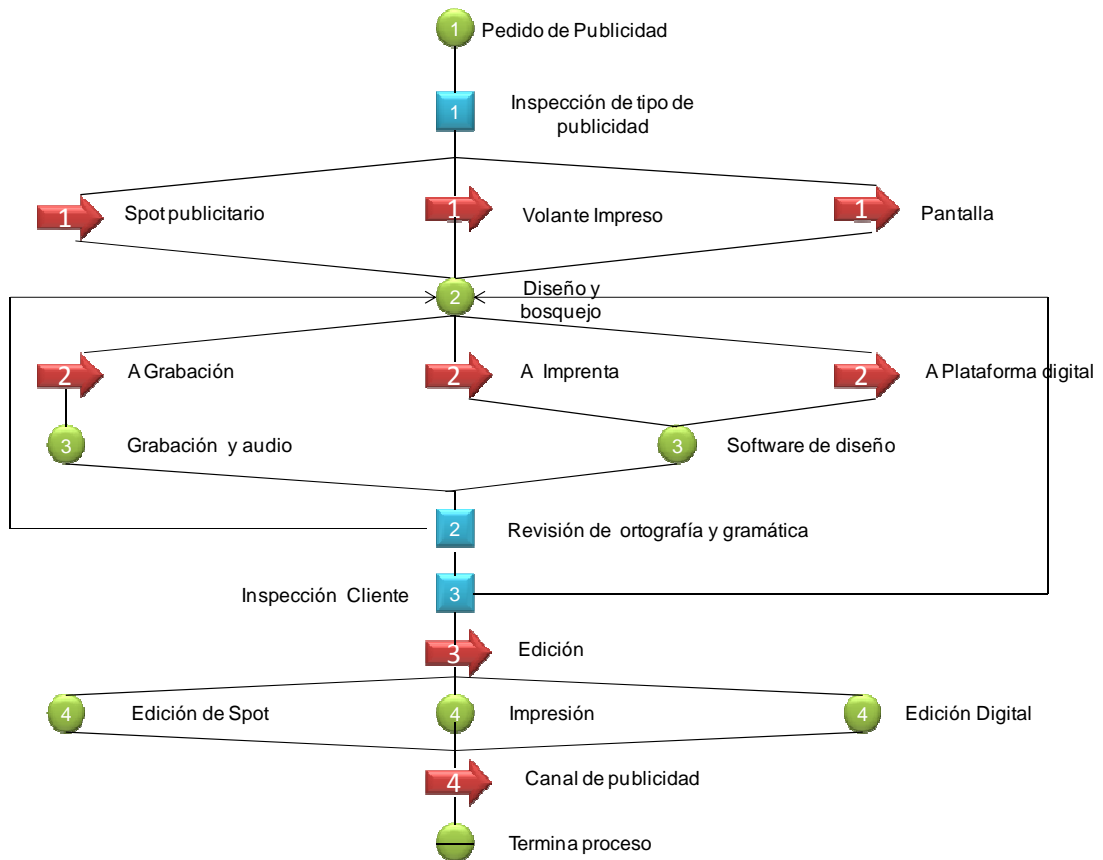 1 Pedido de Publicidad
1 Inspección de tipo de
publicidad
1 Spot publicitario
1 Volante Impreso
1 Pantalla
2 Diseño y
bosquejo
2 A Grabación
2 A Imprenta
2 A Plataforma digital
3 Grabación y audio
3 Software de diseño
2 Revisión de ortografía y gramática
Inspección Cliente 3
3 Edición
4 Edición de Spot
4 Impresión
4 Edición Digital
4 Canal de publicidad
Termina proceso